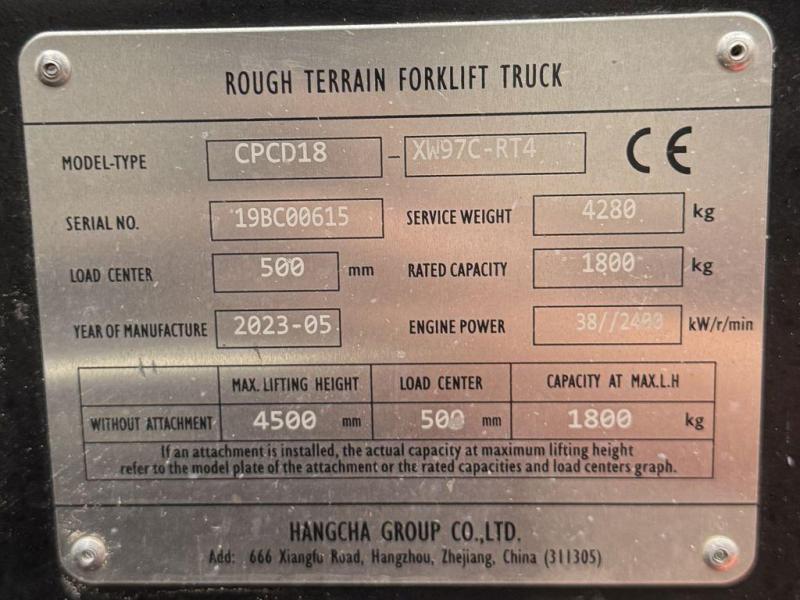 ROUGH TERRAIN FORKLIFT TRUCK
MODEL-TYPE CPCD18 - XW97C-RT4 CE
SERIAL NO. 19BC00615 SERVICE WEIGHT 4280 kg
LOAD CENTER 500 mm RATED CAPACITY 1800 kg
YEAR OF MANUFACTURE 2023-05 ENGINE POWER 38//2400 kW/r/min
MAX. LIFTING HEIGHT LOAD CENTER CAPACITY AT MAX.L.H
WITHOUT ATTACHMENT 4500 mm 500 mm 1800 kg
If an attachment is installed, the actual capacity at maximum lifting height
refer to the model plate of the attachment or the rated capacities and load centers graph.
HANGCHA GROUP CO.,LTD.
Add: 666 Xiangfu Road, Hangzhou, Zhejiang, China (311305)